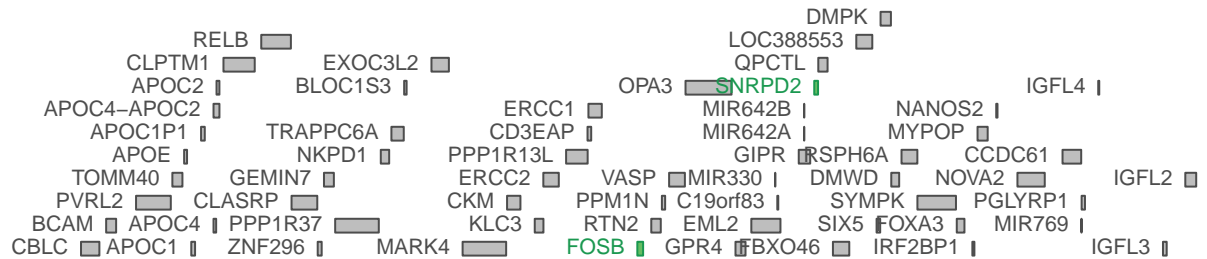 DMPK
RELB LOC388553
CLPTM1 EXOC3L2 QPCTL
APOC2 BLOC1S3 OPA3 SNRPD2 IGFL4
APOC4−APOC2 ERCC1 MIR642B NANOS2
APOC1P1 TRAPPC6A CD3EAP MIR642A MYPOP
APOE NKPD1 PPP1R13L GIPR RSPH6A CCDC61
TOMM40 GEMIN7 ERCC2 VASP MIR330 DMWD NOVA2 IGFL2
PVRL2 CLASRP CKM PPM1N C19orf83 SYMPK PGLYRP1
BCAM APOC4 PPP1R37 KLC3 RTN2 EML2 SIX5 FOXA3 MIR769
CBLC APOC1 ZNF296 MARK4 FOSB GPR4 FBXO46 IRF2BP1 IGFL3